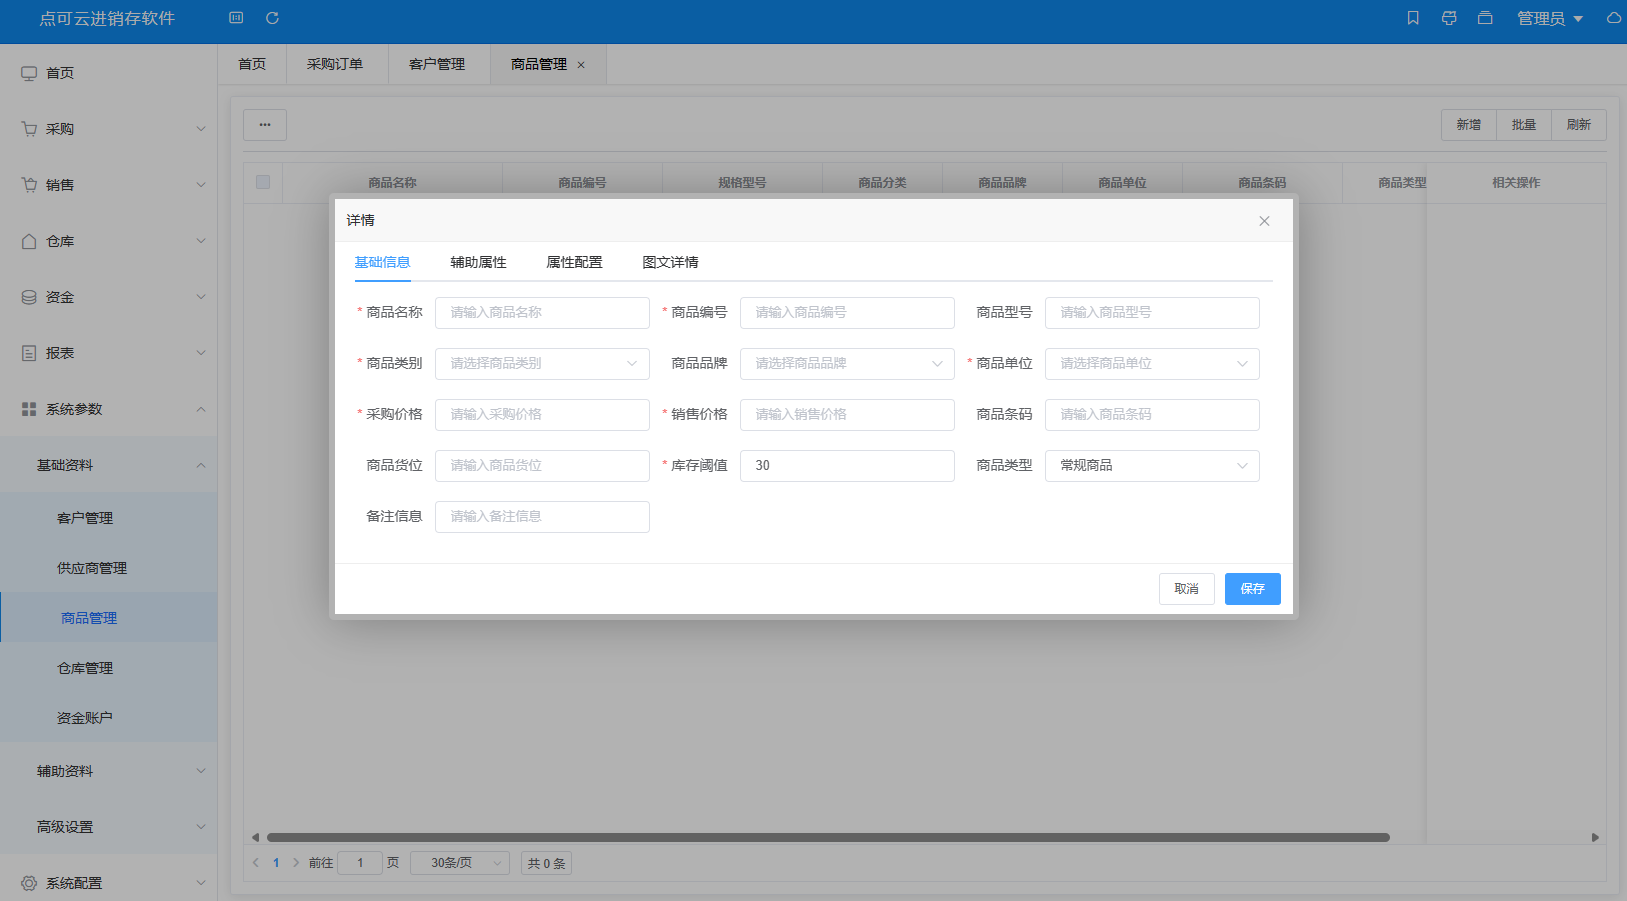 点可云进销存软件
管理员
首页
采购
销售
仓库
资金
报表
系统参数
基础资料
客户管理
供应商管理
商品管理
仓库管理
资金账户
辅助资料
高级设置
系统配置
首页 采购订单 客户管理 商品管理
新增 批量 刷新
商品名称 商品编号 规格型号 商品分类 商品品牌 商品单位 商品条码 商品类型 相关操作
详情
基础信息 辅助属性 属性配置 图文详情
* 商品名称 请输入商品名称 * 商品编号 请输入商品编号 商品型号 请输入商品型号
* 商品类别 请选择商品类别 商品品牌 请选择商品品牌 * 商品单位 请选择商品单位
* 采购价格 请输入采购价格 * 销售价格 请输入销售价格 商品条码 请输入商品条码
商品货位 请输入商品货位 * 库存阈值 30 商品类型 常规商品
备注信息 请输入备注信息
取消 保存
1 前往 1 页 30条/页 共 0 条